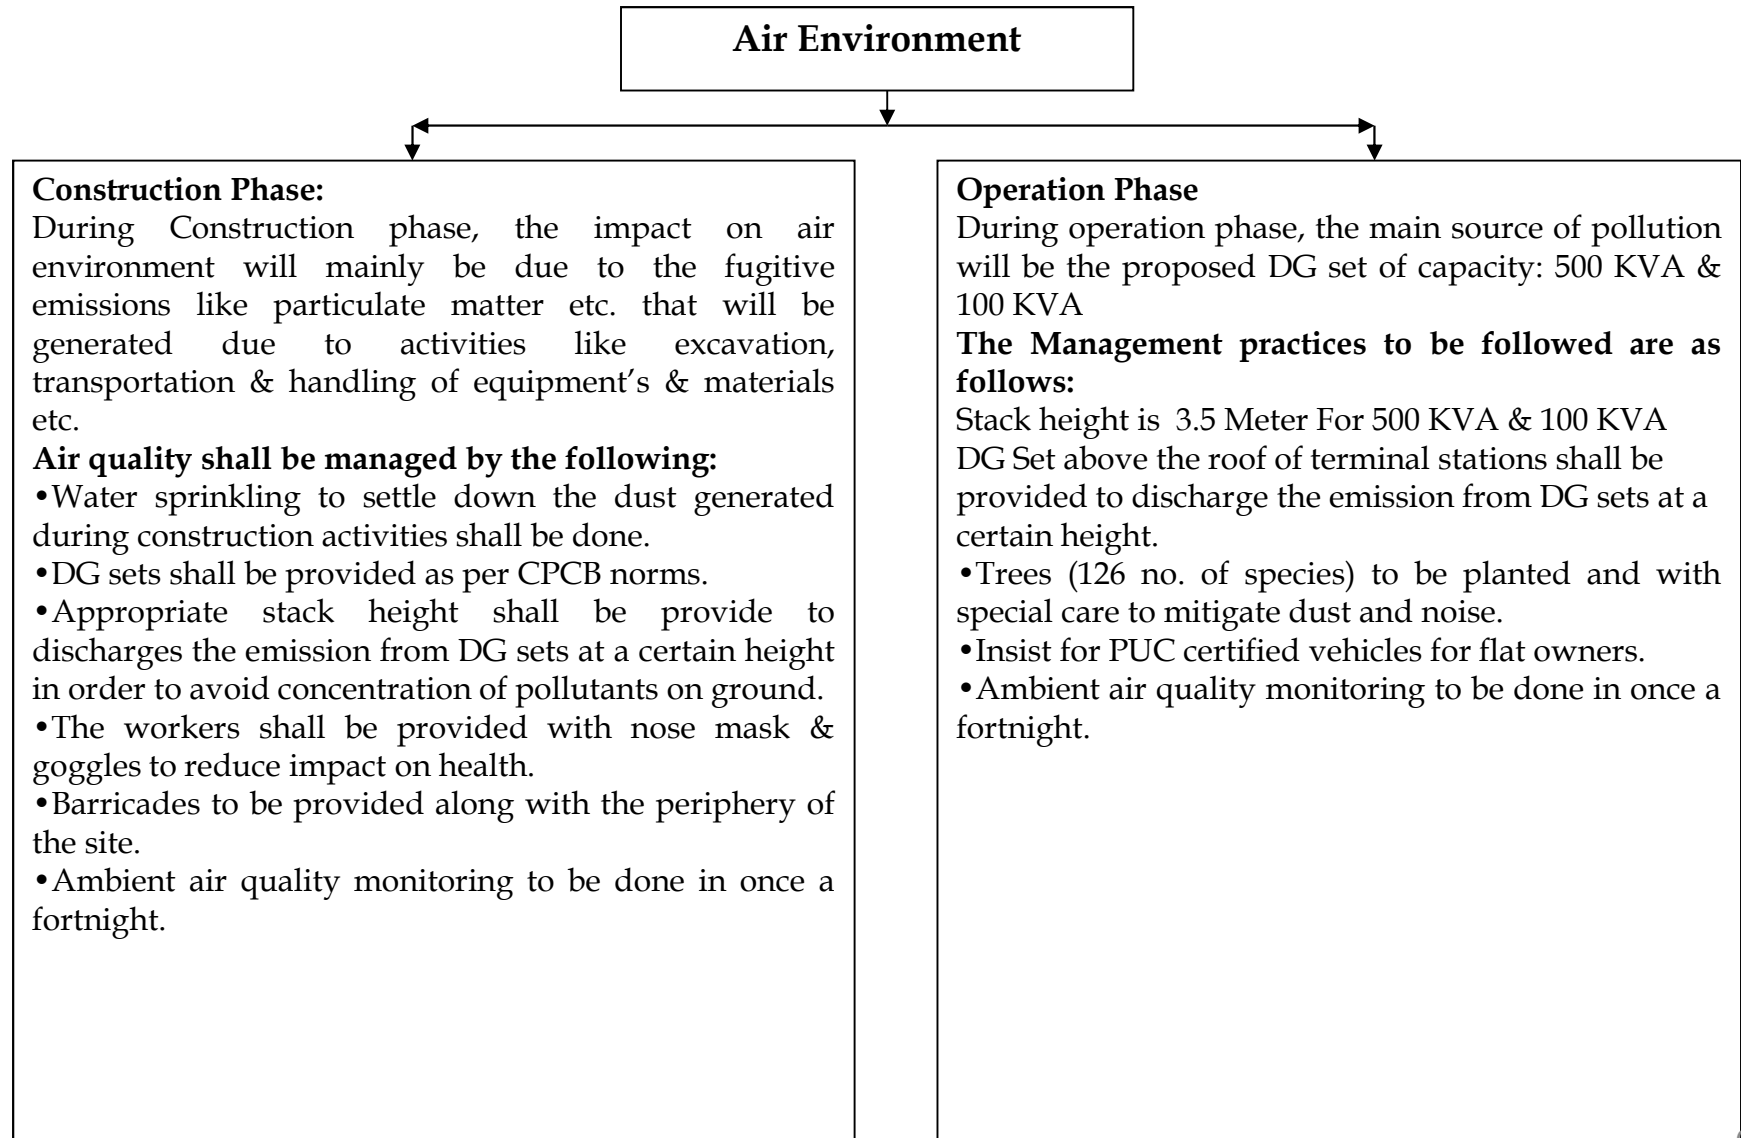 Air Environment
Construction Phase:
During Construction phase, the impact on air
environment will mainly be due to the fugitive
emissions like particulate matter etc. that will be
generated due to activities like excavation,
transportation & handling of equipment’s & materials
etc.
Air quality shall be managed by the following:
•Water sprinkling to settle down the dust generated
during construction activities shall be done.
•DG sets shall be provided as per CPCB norms.
•Appropriate stack height shall be provide to
discharges the emission from DG sets at a certain height
in order to avoid concentration of pollutants on ground.
•The workers shall be provided with nose mask &
goggles to reduce impact on health.
•Barricades to be provided along with the periphery of
the site.
•Ambient air quality monitoring to be done in once a
fortnight.
Operation Phase
During operation phase, the main source of pollution
will be the proposed DG set of capacity: 500 KVA &
100 KVA
The Management practices to be followed are as
follows:
Stack height is 3.5 Meter For 500 KVA & 100 KVA
DG Set above the roof of terminal stations shall be
provided to discharge the emission from DG sets at a
certain height.
•Trees (126 no. of species) to be planted and with
special care to mitigate dust and noise.
•Insist for PUC certified vehicles for flat owners.
•Ambient air quality monitoring to be done in once a
fortnight.